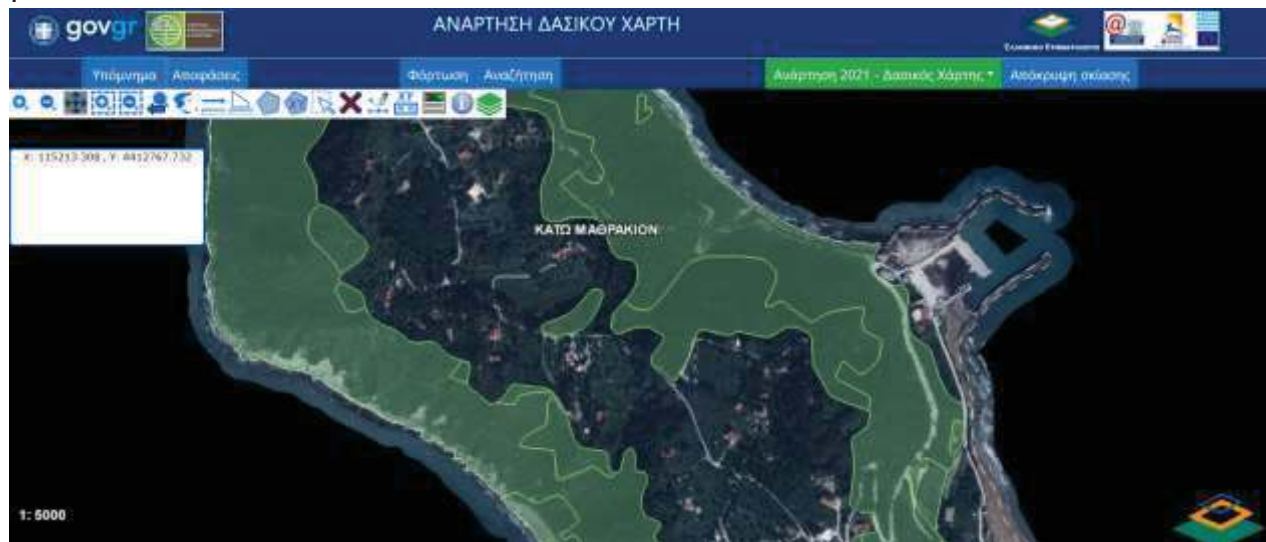 govgr
ΑΝΑΡΤΗΣΗ ΔΑΣΙΚΟΥ ΧΑΡΤΗ
Υπόμνημα Αποφάσεις Φόρτωση Αναζήτηση Ανάρτηση 2021 - Δασικός Χάρτης Απόκρυψη σκίασης
X: 115213.308 , Y: 4412767.732
ΚΑΤΩ ΜΑΘΡΑΚΙΟΝ
1: 5000